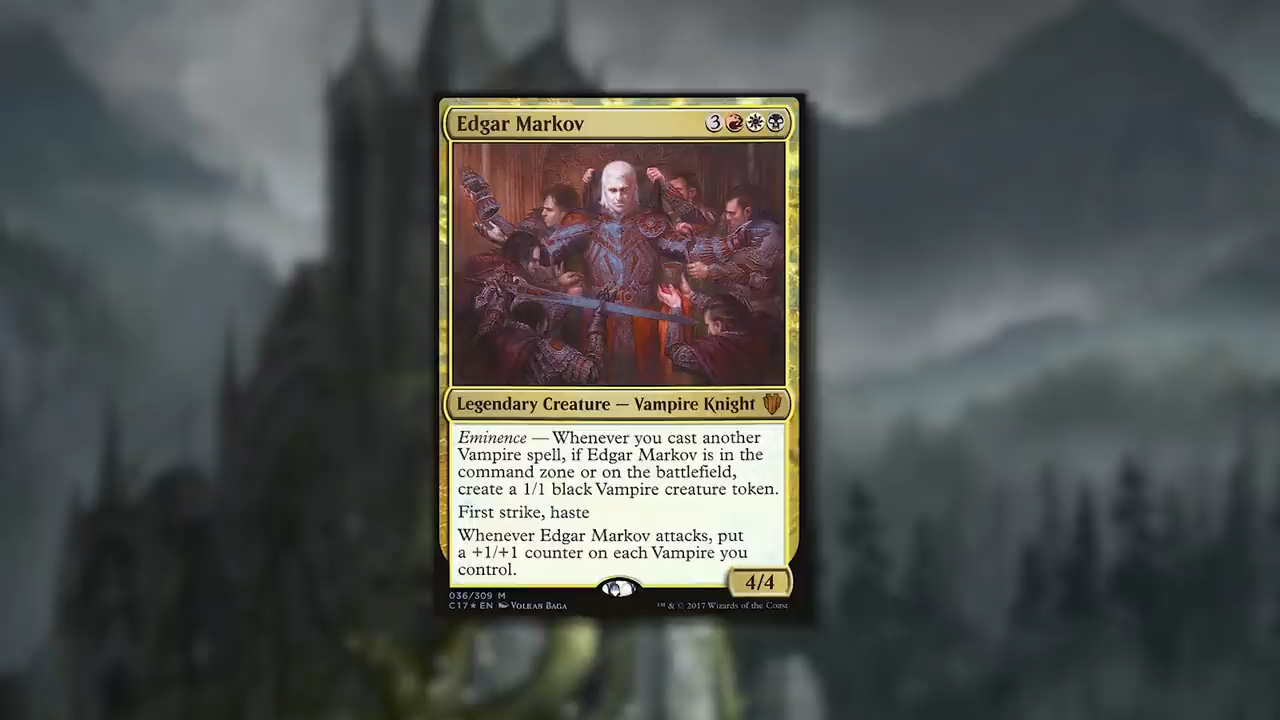 Edgar Markov 3
Legendary Creature — Vampire Knight
Eminence — Whenever you cast another
Vampire spell, if Edgar Markov is in the
command zone or on the battlefield,
create a 1/1 black Vampire creature token.
First strike, haste
Whenever Edgar Markov attacks, put
a +1/+1 counter on each Vampire you
control.
4/4
036/309 M
C17★EN Volkan Baga ™ & © 2017 Wizards of the Coast